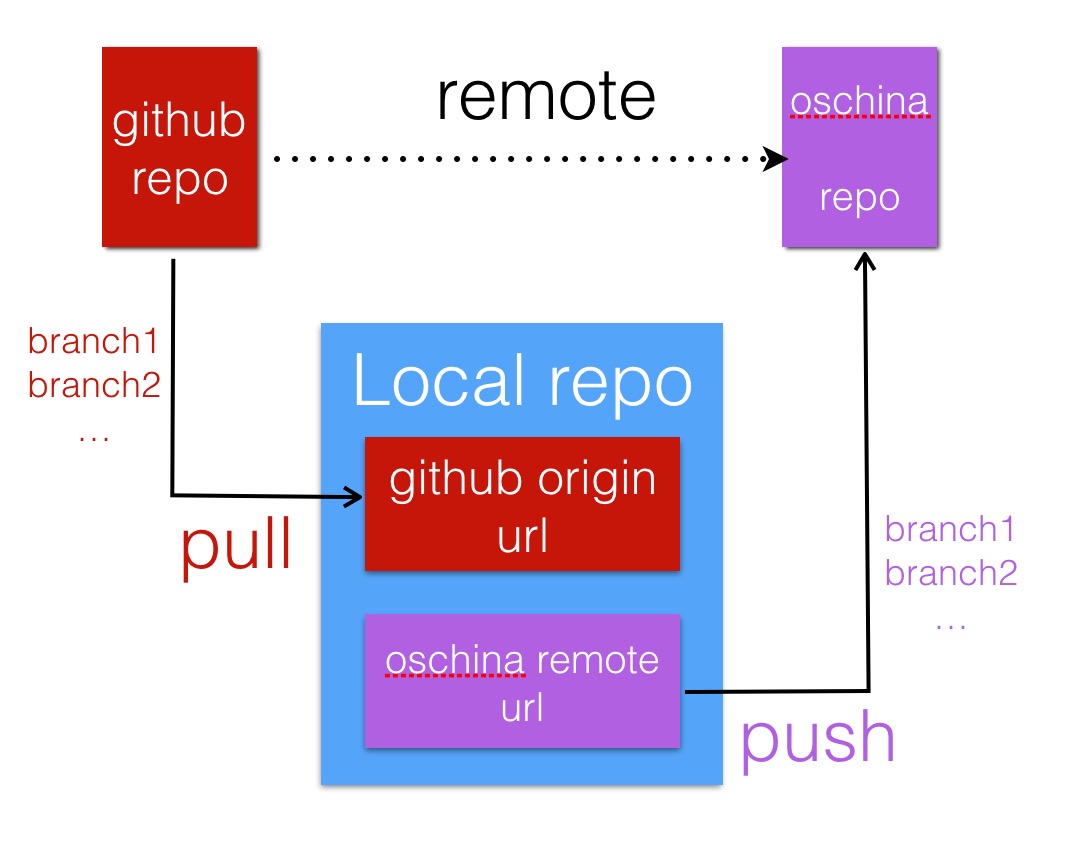 github
repo
remote
oschina
repo
branch1
branch2
...
pull
Local repo
github origin
url
oschina remote
url
branch1
branch2
...
push